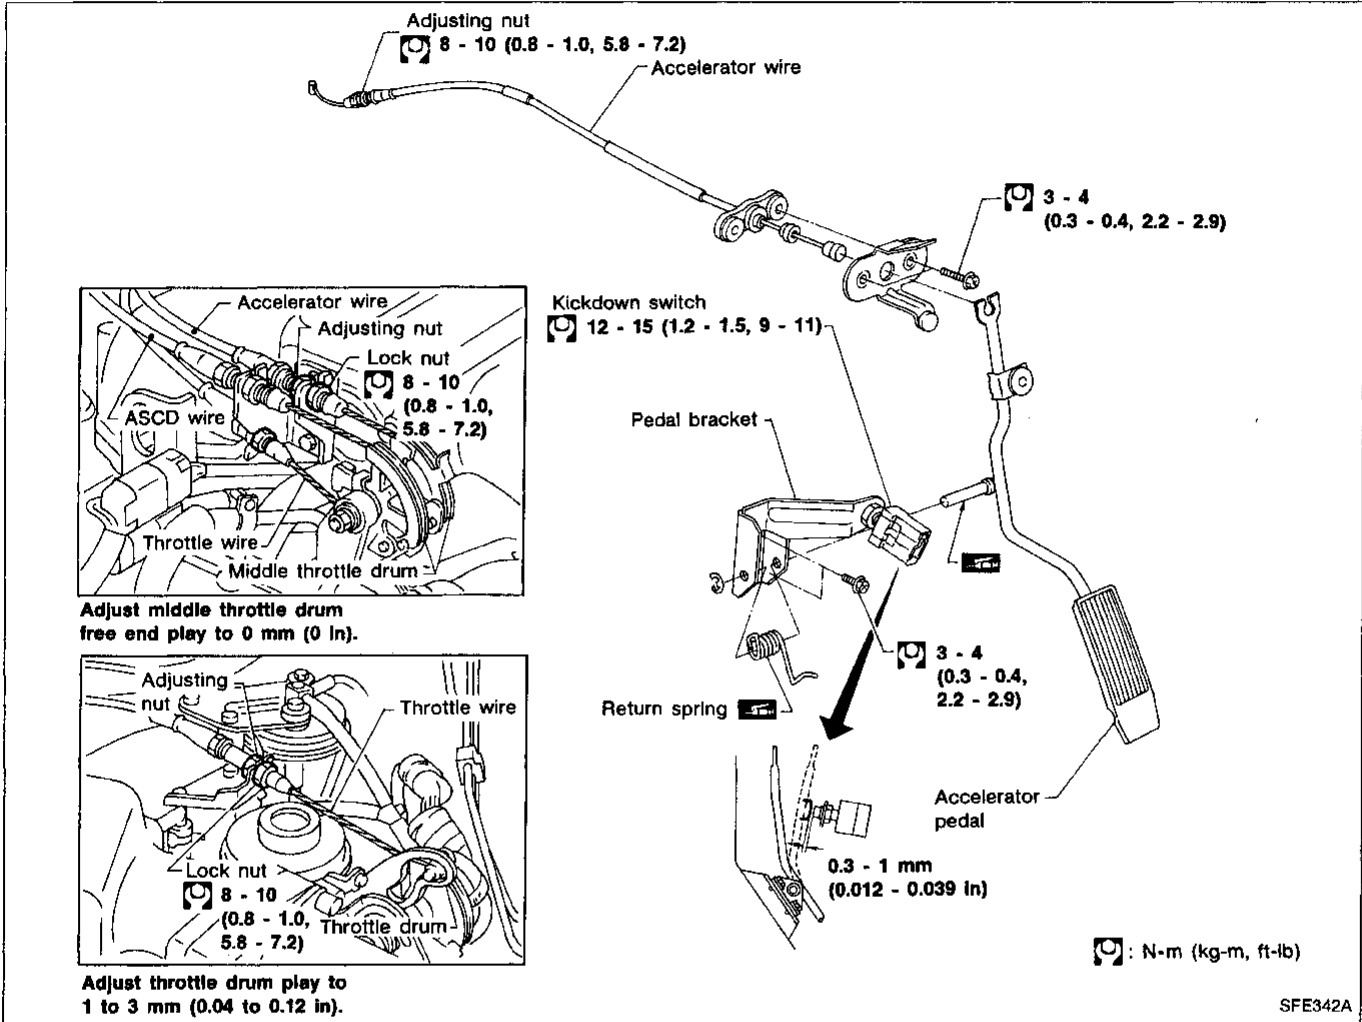 Adjusting nut
8 - 10 (0.8 - 1.0, 5.8 - 7.2)
Accelerator wire
3 - 4
(0.3 - 0.4, 2.2 - 2.9)
Kickdown switch
12 - 15 (1.2 - 1.5, 9 - 11)
Pedal bracket
Return spring
3 - 4
(0.3 - 0.4,
2.2 - 2.9)
Accelerator
pedal
0.3 - 1 mm
(0.012 - 0.039 in)
Accelerator wire
Adjusting nut
Lock nut
8 - 10
(0.8 - 1.0,
5.8 - 7.2)
ASCD wire
Throttle wire
Middle throttle drum
Adjust middle throttle drum
free end play to 0 mm (0 in).
Adjusting
nut
Throttle wire
Lock nut
8 - 10
(0.8 - 1.0,
5.8 - 7.2)
Throttle drum
Adjust throttle drum play to
1 to 3 mm (0.04 to 0.12 in).
: N-m (kg-m, ft-lb)
SFE342A